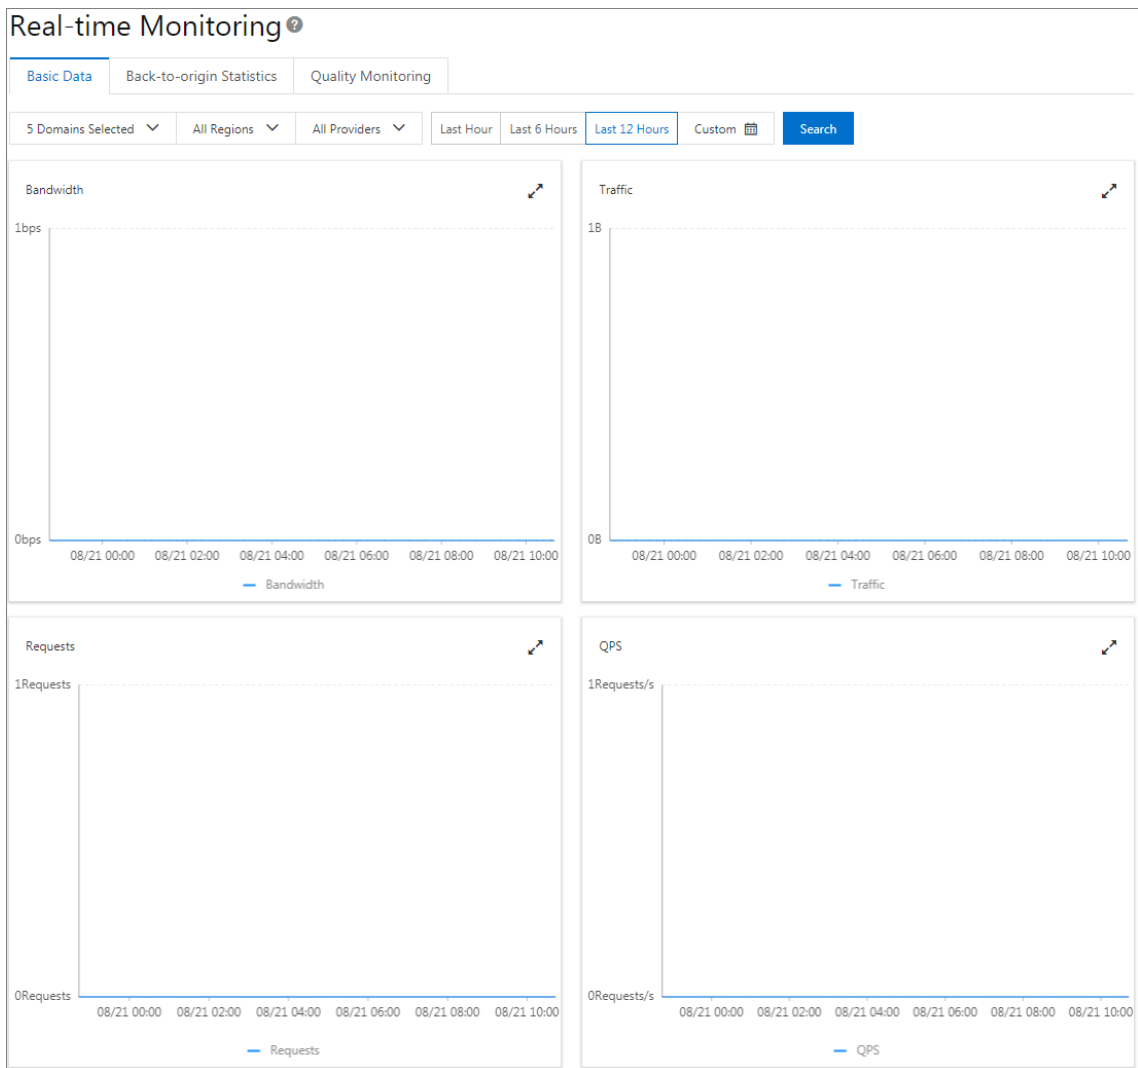 Real-time Monitoring ?
Basic Data Back-to-origin Statistics Quality Monitoring
5 Domains Selected All Regions All Providers Last Hour Last 6 Hours Last 12 Hours Custom Search
Bandwidth
1bps
0bps
08/21 00:00 08/21 02:00 08/21 04:00 08/21 06:00 08/21 08:00 08/21 10:00
Bandwidth
Traffic
1B
0B
08/21 00:00 08/21 02:00 08/21 04:00 08/21 06:00 08/21 08:00 08/21 10:00
Traffic
Requests
1Requests
0Requests
08/21 00:00 08/21 02:00 08/21 04:00 08/21 06:00 08/21 08:00 08/21 10:00
Requests
QPS
1Requests/s
0Requests/s
08/21 00:00 08/21 02:00 08/21 04:00 08/21 06:00 08/21 08:00 08/21 10:00
QPS